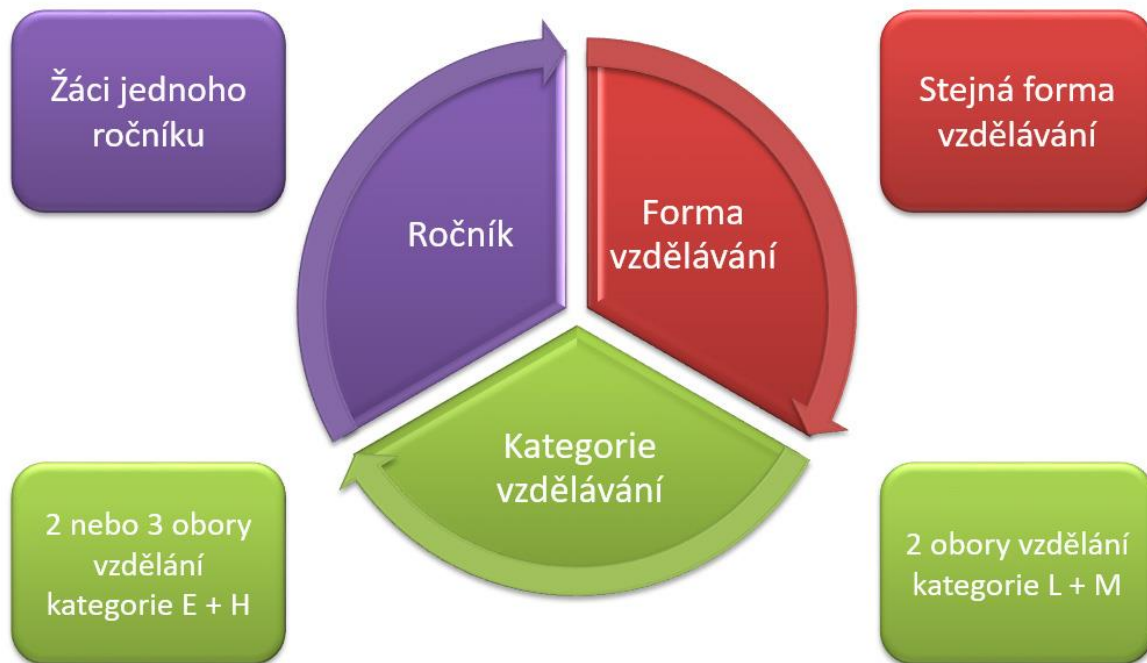 Žáci jednoho
ročníku
Stejná forma
vzdělávání
Ročník
Forma
vzdělávání
Kategorie
vzdělávání
2 nebo 3 obory
vzdělání
kategorie E + H
2 obory vzdělání
kategorie L + M